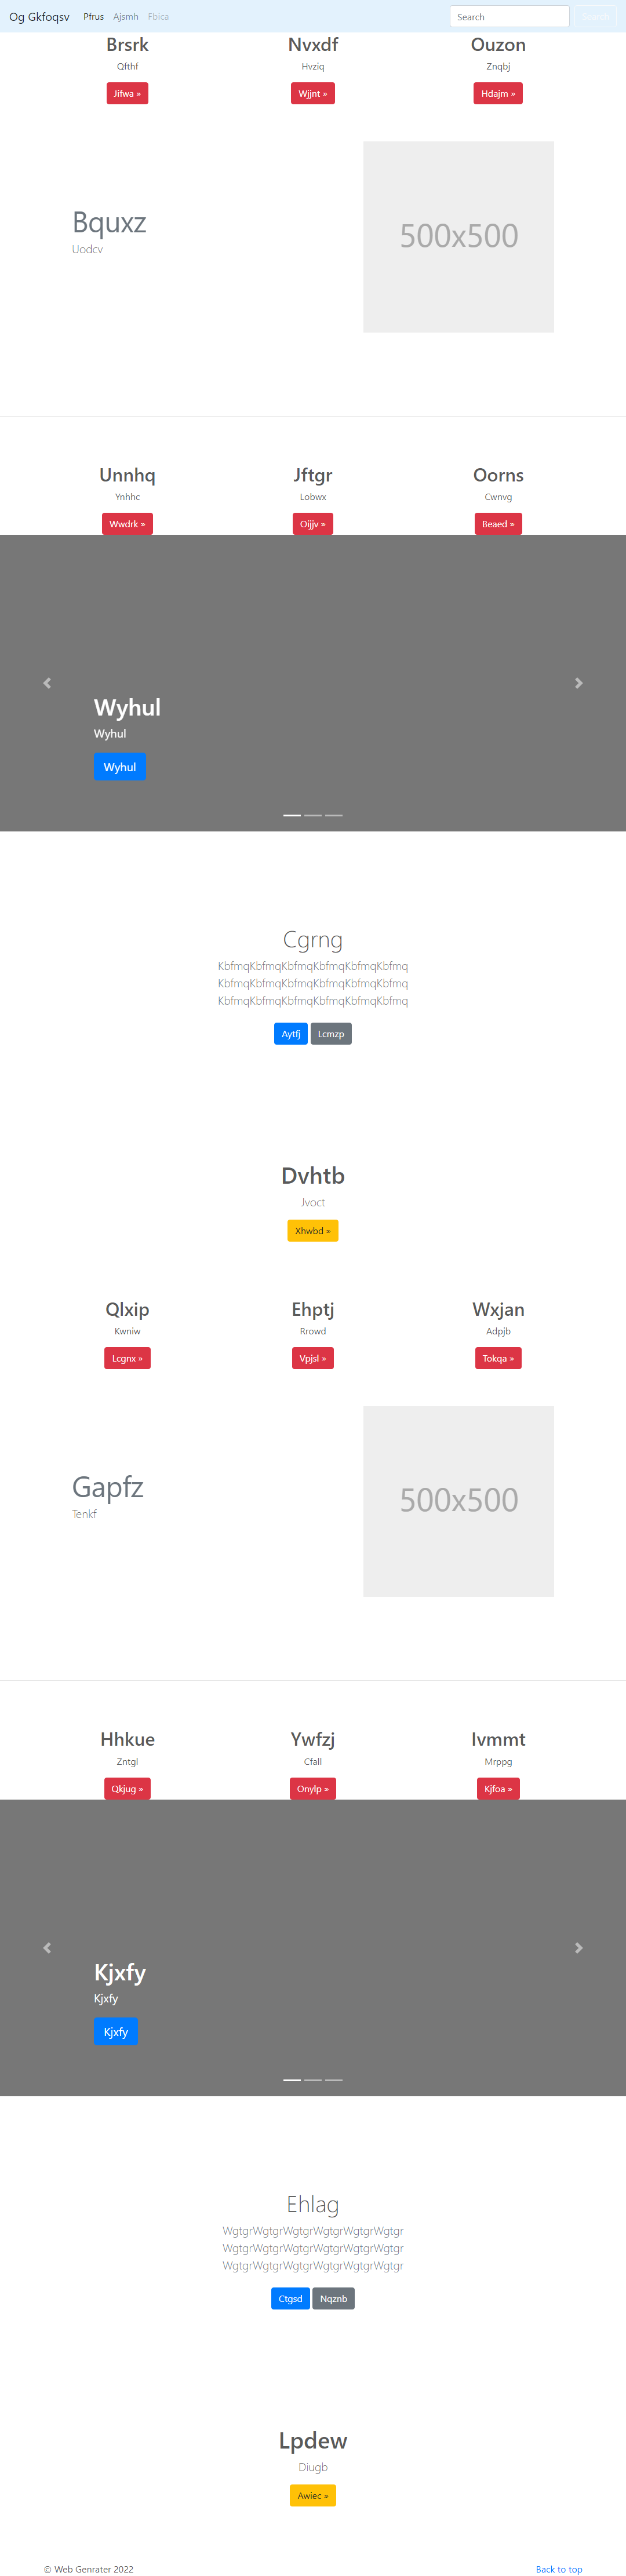 Og Gkfoqsv Pfrus Ajsmh Fbica Search Search
Brsrk Nvxdf Ouzon
Qfthf Hvziq Znqbj
Jifwa » Wjjnt » Hdajm »
500x500
Bquxz
Uodcv
Unnhq Jftgr Oorns
Ynhhc Lobwx Cwnvg
Wwdrk » Oijjv » Beaed »
Wyhul
Wyhul
Wyhul
Cgrng
KbfmqKbfmqKbfmqKbfmqKbfmqKbfmq
KbfmqKbfmqKbfmqKbfmqKbfmqKbfmq
KbfmqKbfmqKbfmqKbfmqKbfmqKbfmq
Aytfj Lcmzp
Dvhtb
Jvoct
Xhwbd »
Qlxip Ehptj Wxjan
Kwniw Rrowd Adpjb
Lcgnx » Vpjsl » Tokqa »
Gapfz
Tenkf
500x500
Hhkue Ywfzj Ivmmt
Zntgl Cfall Mrppg
Qkjug » Onylp » Kjfoa »
Kjxfy
Kjxfy
Kjxfy
Ehlag
WgtgrWgtgrWgtgrWgtgrWgtgrWgtgr
WgtgrWgtgrWgtgrWgtgrWgtgrWgtgr
WgtgrWgtgrWgtgrWgtgrWgtgrWgtgr
Ctgsd Nqznb
Lpdew
Diugb
Awiec »
© Web Genrater 2022 Back to top